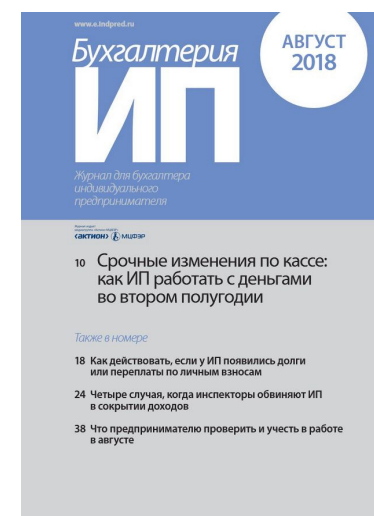 www.e.indpred.ru
Бухгалтерия
ИП
АВГУСТ
2018
Журнал для бухгалтера
индивидуального
предпринимателя
‹АКТИОН› МЦФЭР
10 Срочные изменения по кассе:
как ИП работать с деньгами
во втором полугодии
Также в номере
18 Как действовать, если у ИП появились долги
или переплаты по личным взносам
24 Четыре случая, когда инспекторы обвиняют ИП
в сокрытии доходов
38 Что предпринимателю проверить и учесть в работе
в августе